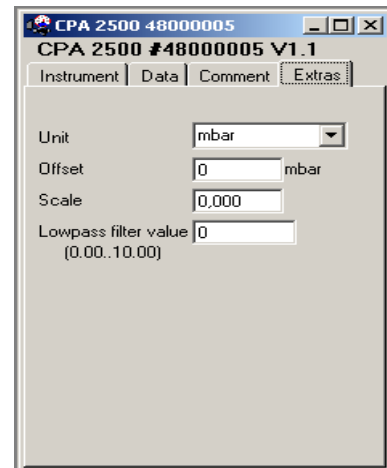 CPA 2500 48000005
CPA 2500 #48000005 V1.1
Instrument Data Comment Extras
Unit mbar
Offset 0 mbar
Scale 0,000
Lowpass filter value 0
(0.00..10.00)